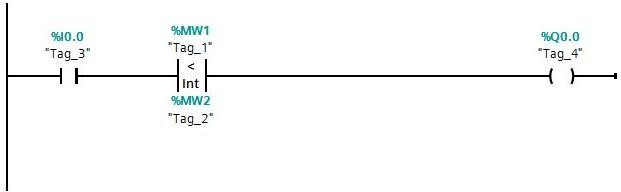 %I0.0
"Tag_3"
%MW1
"Tag_1"
<
Int
%MW2
"Tag_2"
%Q0.0
"Tag_4"